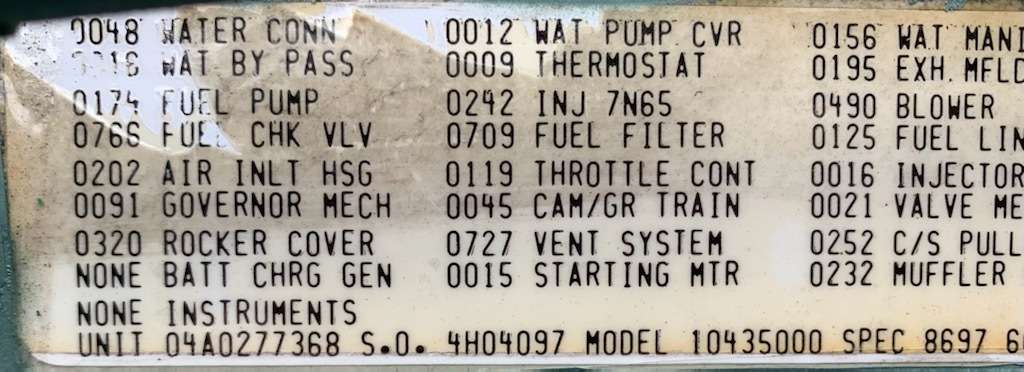 0048 WATER CONN 0012 WAT PUMP CVR 0156 WAT MANI
WAT BY PASS 0009 THERMOSTAT 0195 EXH.MFLD
0174 FUEL PUMP 0242 INJ 7N65 0490 BLOWER
0766 FUEL CHK VLV 0709 FUEL FILTER 0125 FUEL LIN
0202 AIR INLT HSG 0119 THROTTLE CONT 0016 INJECTOR
0091 GOVERNOR MECH 0045 CAM/GR TRAIN 0021 VALVE ME
0320 ROCKER COVER 0727 VENT SYSTEM 0252 C/S PULL
NONE BATT CHRG GEN 0015 STARTING MTR 0232 MUFFLER
NONE INSTRUMENTS
UNIT 04A0277368 S.O. 4H04097 MODEL 10435000 SPEC 8697